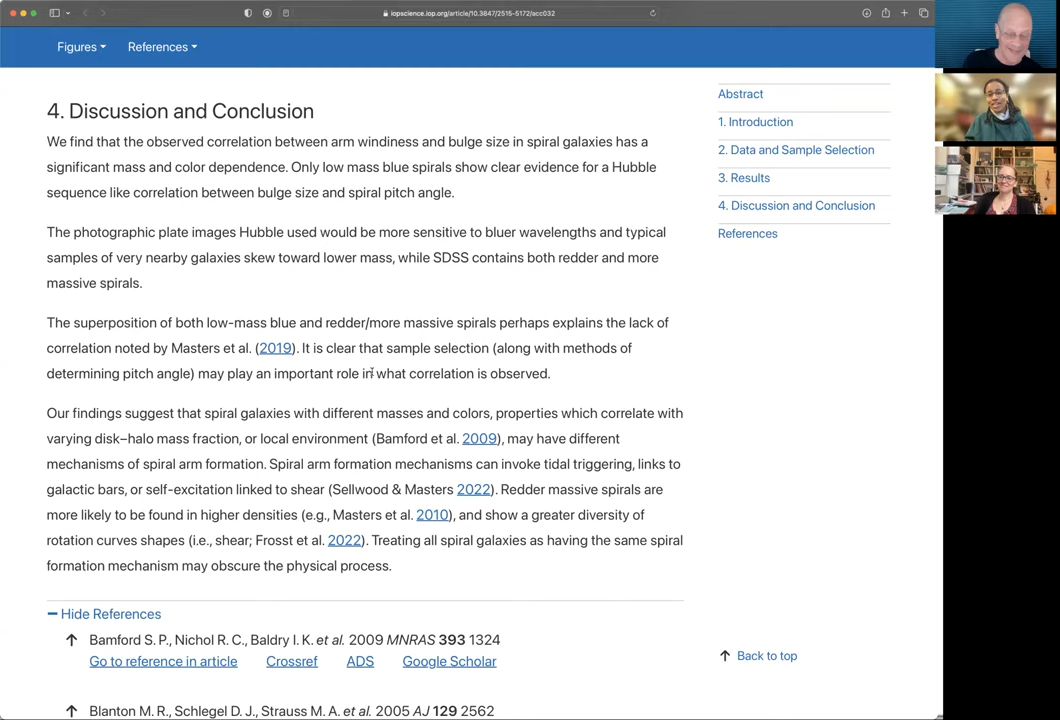 iopscience.iop.org/article/10.3847/2515-5172/acc032
Figures
References
4. Discussion and Conclusion
We find that the observed correlation between arm windiness and bulge size in spiral galaxies has a
significant mass and color dependence. Only low mass blue spirals show clear evidence for a Hubble
sequence like correlation between bulge size and spiral pitch angle.
The photographic plate images Hubble used would be more sensitive to bluer wavelengths and typical
samples of very nearby galaxies skew toward lower mass, while SDSS contains both redder and more
massive spirals.
The superposition of both low-mass blue and redder/more massive spirals perhaps explains the lack of
correlation noted by Masters et al. (2019). It is clear that sample selection (along with methods of
determining pitch angle) may play an important role in what correlation is observed.
Our findings suggest that spiral galaxies with different masses and colors, properties which correlate with
varying disk–halo mass fraction, or local environment (Bamford et al. 2009), may have different
mechanisms of spiral arm formation. Spiral arm formation mechanisms can invoke tidal triggering, links to
galactic bars, or self-excitation linked to shear (Sellwood & Masters 2022). Redder massive spirals are
more likely to be found in higher densities (e.g., Masters et al. 2010), and show a greater diversity of
rotation curves shapes (i.e., shear; Frosst et al. 2022). Treating all spiral galaxies as having the same spiral
formation mechanism may obscure the physical process.
Hide References
Bamford S. P., Nichol R. C., Baldry I. K. et al. 2009 MNRAS 393 1324
Go to reference in article Crossref ADS Google Scholar
Blanton M. R., Schlegel D. J., Strauss M. A. et al. 2005 AJ 129 2562
Abstract
1. Introduction
2. Data and Sample Selection
3. Results
4. Discussion and Conclusion
References
Back to top